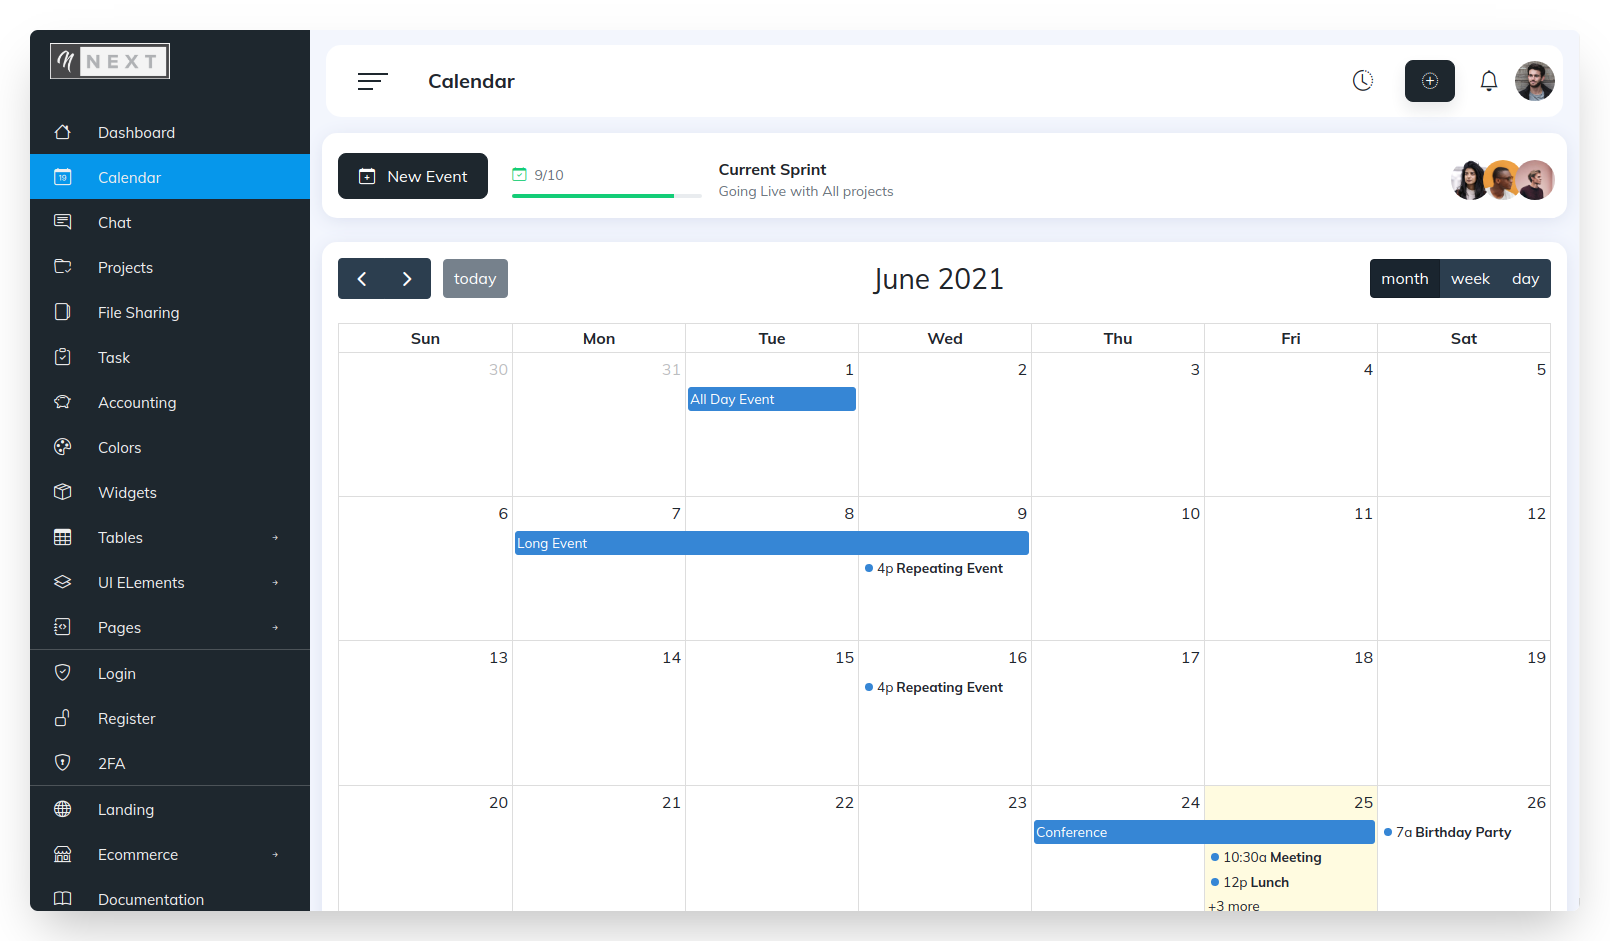 NEXT
Dashboard
19
Calendar
Chat
Projects
File Sharing
Task
Accounting
Colors
Widgets
Tables
UI ELements
Pages
Login
Register
2FA
Landing
Ecommerce
Documentation
Calendar
New Event
9/10
Current Sprint
Going Live with All projects
today
June 2021
month week day
Sun Mon Tue Wed Thu Fri Sat
30 31 1 2 3 4 5
All Day Event
6 7 8 9 10 11 12
Long Event
4p Repeating Event
13 14 15 16 17 18 19
4p Repeating Event
20 21 22 23 24 25 26
Conference
7a Birthday Party
10:30a Meeting
12p Lunch
+3 more